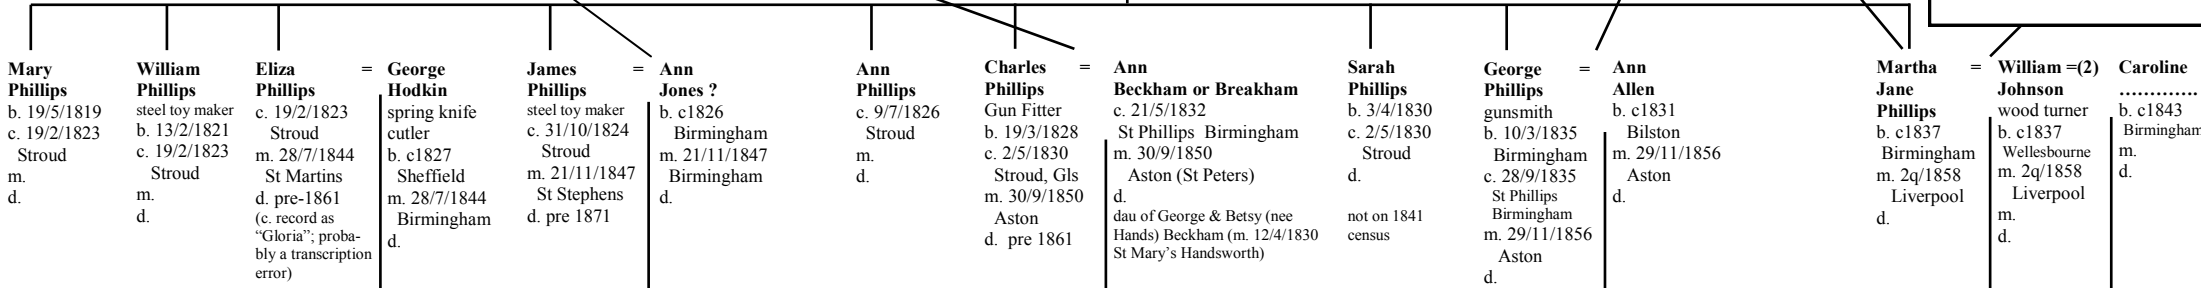 Mary
Phillips
b. 19/5/1819
c. 19/2/1823
Stroud
m.
d.
William
Phillips
steel toy maker
b. 13/2/1821
c. 19/2/1823
Stroud
m.
d.
Eliza =
Phillips
c. 19/2/1823
Stroud
m. 28/7/1844
St Martins
d. pre-1861
(c. record as
“Gloria”; proba-
bly a transcription
error)
George
Hodkin
spring knife
cutler
b. c1827
Sheffield
m. 28/7/1844
Birmingham
d.
James =
Phillips
steel toy maker
c. 31/10/1824
Stroud
m. 21/11/1847
St Stephens
d. pre 1871
Ann
Jones ?
b. c1826
Birmingham
m. 21/11/1847
Birmingham
d.
Ann
Phillips
c. 9/7/1826
Stroud
m.
d.
Charles =
Phillips
Gun Fitter
b. 19/3/1828
c. 2/5/1830
Stroud, Gls
m. 30/9/1850
Aston
d. pre 1861
Ann
Beckham or Breakham
c. 21/5/1832
St Phillips Birmingham
m. 30/9/1850
Aston (St Peters)
d.
dau of George & Betsy (nee
Hands) Beckham (m. 12/4/1830
St Mary’s Handsworth)
Sarah
Phillips
b. 3/4/1830
c. 2/5/1830
Stroud
d.
not on 1841
census
George =
Phillips
gunsmith
b. 10/3/1835
Birmingham
c. 28/9/1835
St Phillips
Birmingham
m. 29/11/1856
Aston
d.
Ann
Allen
b. c1831
Bilston
m. 29/11/1856
Aston
d.
Martha =
Jane
Phillips
b. c1837
Birmingham
m. 2q/1858
Liverpool
d.
William =(2)
Johnson
wood turner
b. c1837
Wellesbourne
m. 2q/1858
Liverpool
m.
d.
Caroline
………….
b. c1843
Birmingham
m.
d.